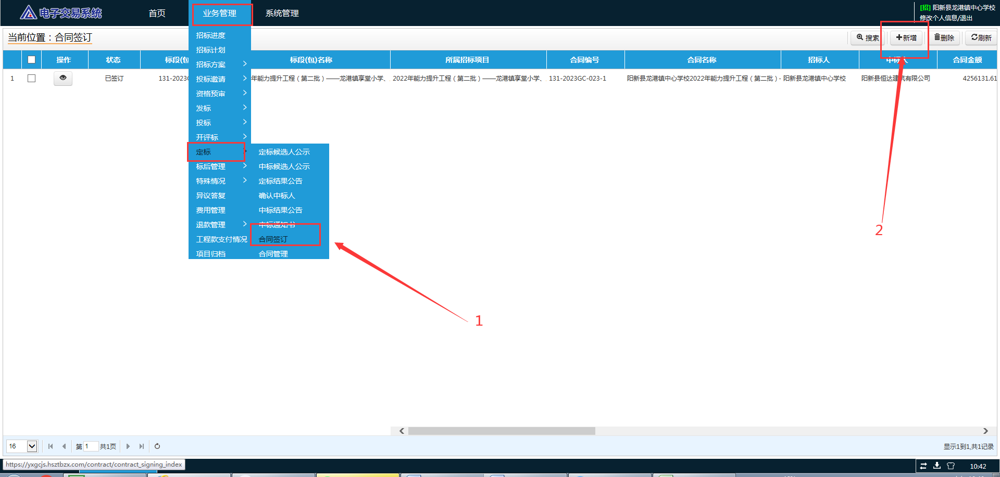 电子交易系统
首页
业务管理
系统管理
[招] 阳新县龙港镇中心学校
修改个人信息/退出
当前位置：合同签订
搜索
新增
删除
刷新
操作
状态
标段(包
标段(包)名称
所属招标项目
合同编号
合同名称
招标人
中标人
合同金额
1
已签订
131-2023G
年能力提升工程（第二批）——龙港镇享堂小学、
2022年能力提升工程（第二批）——龙港镇享堂小学、
131-2023GC-023-1
阳新县龙港镇中心学校2022年能力提升工程（第二批）-
阳新县龙港镇中心学校
阳新县恒达建筑有限公司
4256131.61
招标进度
招标计划
招标方案
投标邀请
资格预审
发标
投标
开评标
定标
标后管理
特殊情况
异议答复
费用管理
退款管理
工程款支付情况
项目归档
定标候选人公示
中标候选人公示
定标结果公告
确认中标人
中标结果公告
中标通知书
合同签订
合同管理
1
2
16
第 1 共1页
显示1到1,共1记录
https://yxgcjs.hsztbzx.com/contract/contract_signing_index
10:42